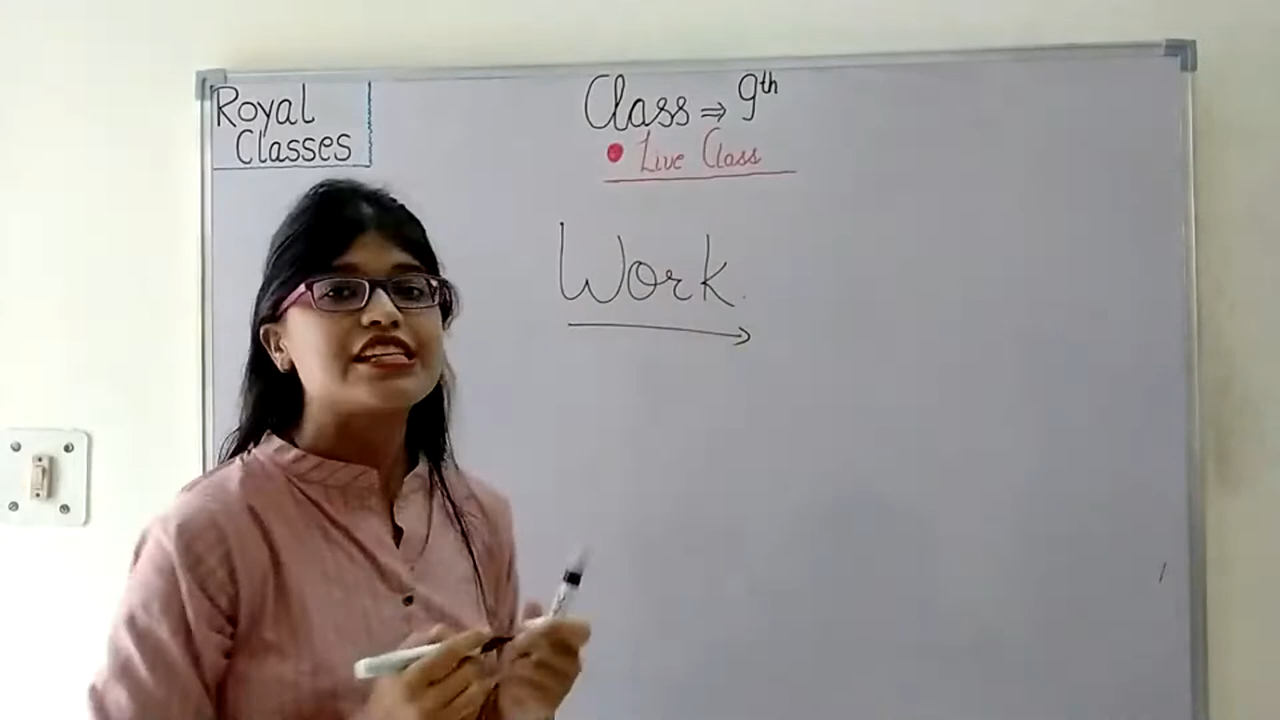 Royal
Classes
Class ⇒ 9th
• Live Class
Work.